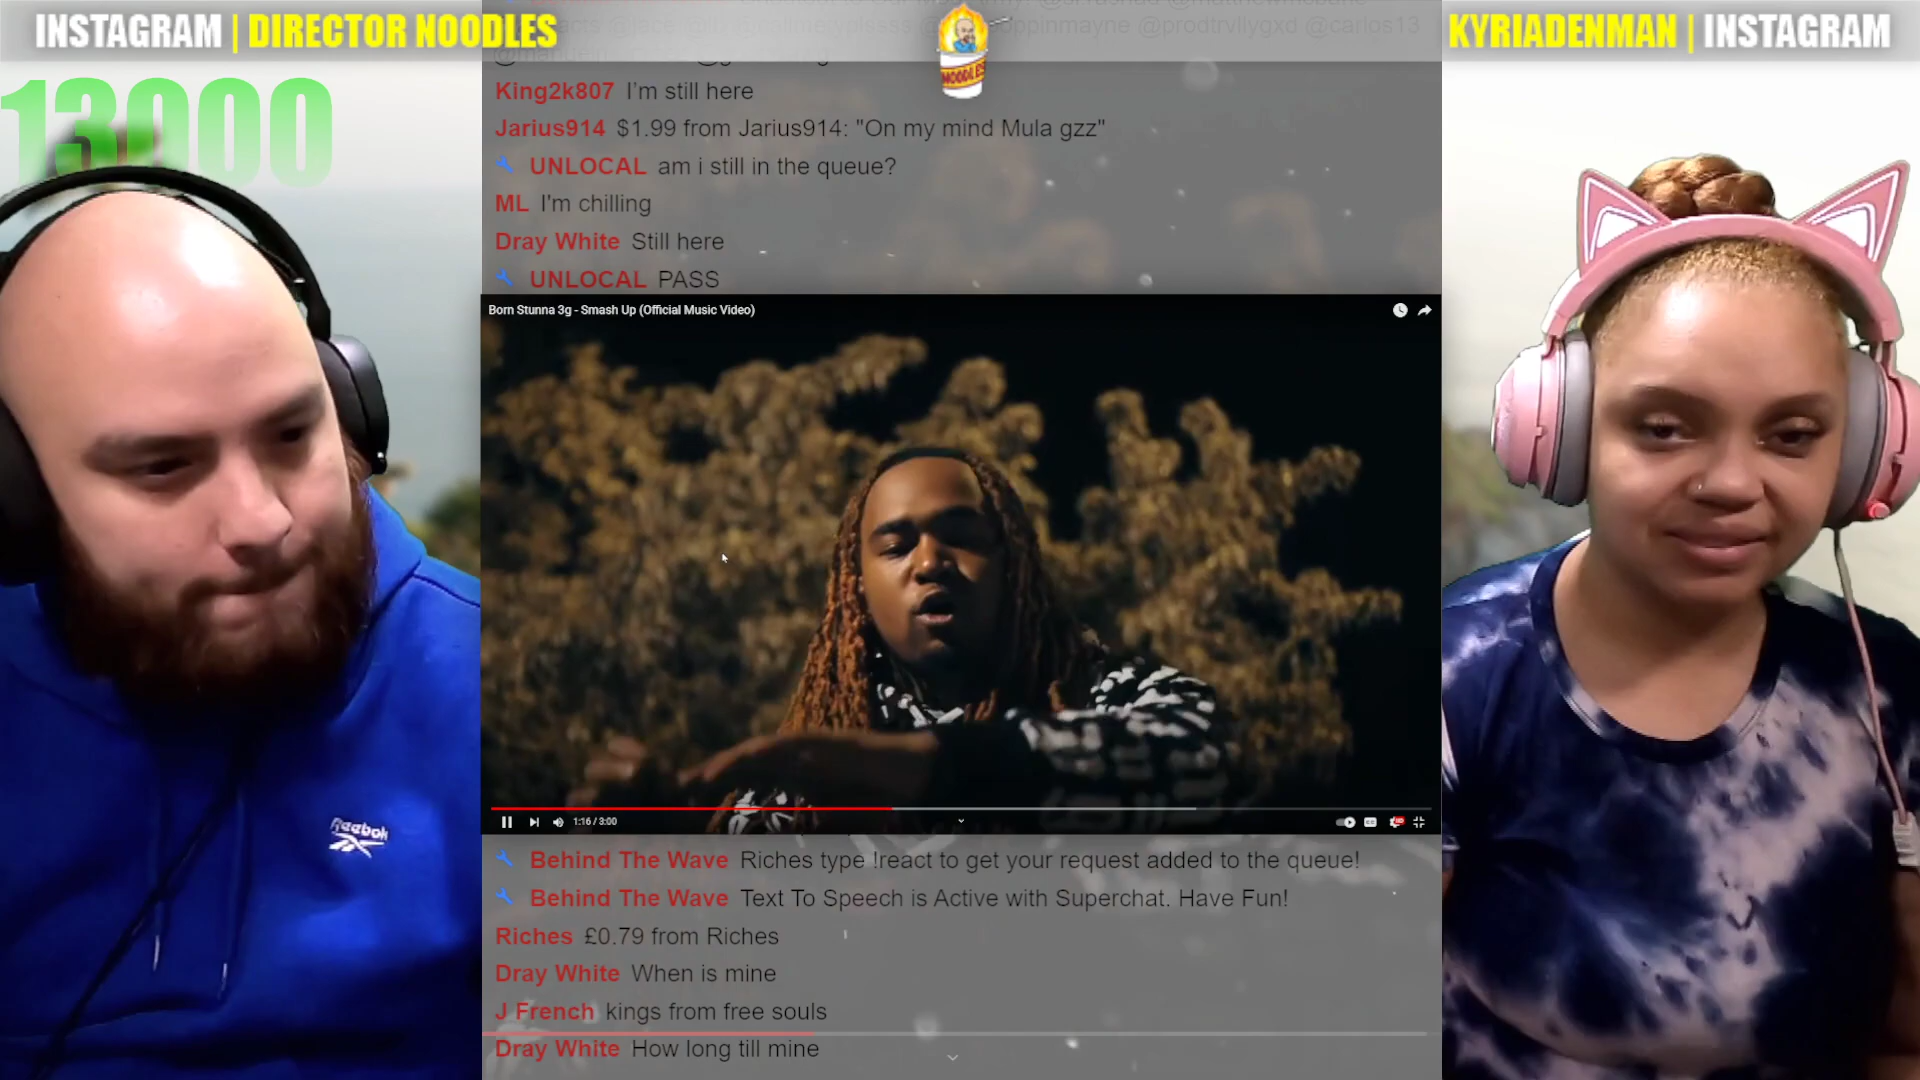 INSTAGRAM | DIRECTOR NOODLES
KYRIADENMAN | INSTAGRAM
13000
NOODLES
@prodtrvllygxd @carlos13
King2k807 I'm still here
Jarius914 $1.99 from Jarius914: "On my mind Mula gzz"
UNLOCAL am i still in the queue?
ML I'm chilling
Dray White Still here
UNLOCAL PASS
Born Stunna 3g - Smash Up (Official Music Video)
1:16 / 3:00
Reebok
Behind The Wave Riches type !react to get your request added to the queue!
Behind The Wave Text To Speech is Active with Superchat. Have Fun!
Riches £0.79 from Riches
Dray White When is mine
J French kings from free souls
Dray White How long till mine